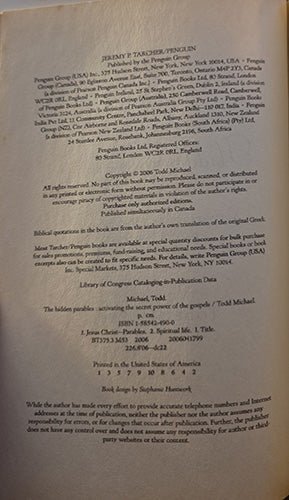 JEREMY P. TARCHER/PENGUIN
Published by the Penguin Group
Penguin Group (USA) Inc., 375 Hudson Street, New York, New York 10014, USA •
Penguin Group (Canada), 90 Eglinton Avenue East, Suite 700, Toronto, Ontario M4P 2Y3, Canada
(a division of Pearson Penguin Canada Inc.) • Penguin Books Ltd, 80 Strand, London
WC2R 0RL, England • Penguin Ireland, 25 St Stephen's Green, Dublin 2, Ireland (a division
of Penguin Books Ltd) • Penguin Group (Australia), 250 Camberwell Road, Camberwell,
Victoria 3124, Australia (a division of Pearson Australia Group Pty Ltd) • Penguin Books
India Pvt Ltd, 11 Community Centre, Panchsheel Park, New Delhi–110 017, India • Penguin
Group (NZ), Cnr Airborne and Rosedale Roads, Albany, Auckland 1310, New Zealand
(a division of Pearson New Zealand Ltd) • Penguin Books (South Africa) (Pty) Ltd,
24 Sturdee Avenue, Rosebank, Johannesburg 2196, South Africa
Penguin Books Ltd, Registered Offices:
80 Strand, London WC2R 0RL, England
Copyright © 2006 Todd Michael
All rights reserved. No part of this book may be reproduced, scanned, or distributed
in any printed or electronic form without permission. Please do not participate in or
encourage piracy of copyrighted materials in violation of the author's rights.
Purchase only authorized editions.
Published simultaneously in Canada
Biblical quotations in the book are from the author's own translation of the original Greek.
Most Tarcher/Penguin books are available at special quantity discounts for bulk purchase
for sales promotions, premiums, fund-raising, and educational needs. Special books or book
excerpts also can be created to fit specific needs. For details, write Penguin Group (USA)
Inc. Special Markets, 375 Hudson Street, New York, NY 10014.
Library of Congress Cataloging-in-Publication Data
Michael, Todd.
The hidden parables : activating the secret power of the gospels / Todd Michael.
p. cm.
ISBN 1-58542-490-0
1. Jesus Christ—Parables. 2. Spiritual life. I. Title.
BT375.3.M53 2006 2006041799
226.8'06—dc22
Printed in the United States of America
1 3 5 7 9 10 8 6 4 2
Book design by Stephanie Huntwork
While the author has made every effort to provide accurate telephone numbers and Internet
addresses at the time of publication, neither the publisher nor the author assumes any
responsibility for errors, or for changes that occur after publication. Further, the publisher
does not have any control over and does not assume any responsibility for author or third-
party websites or their content.